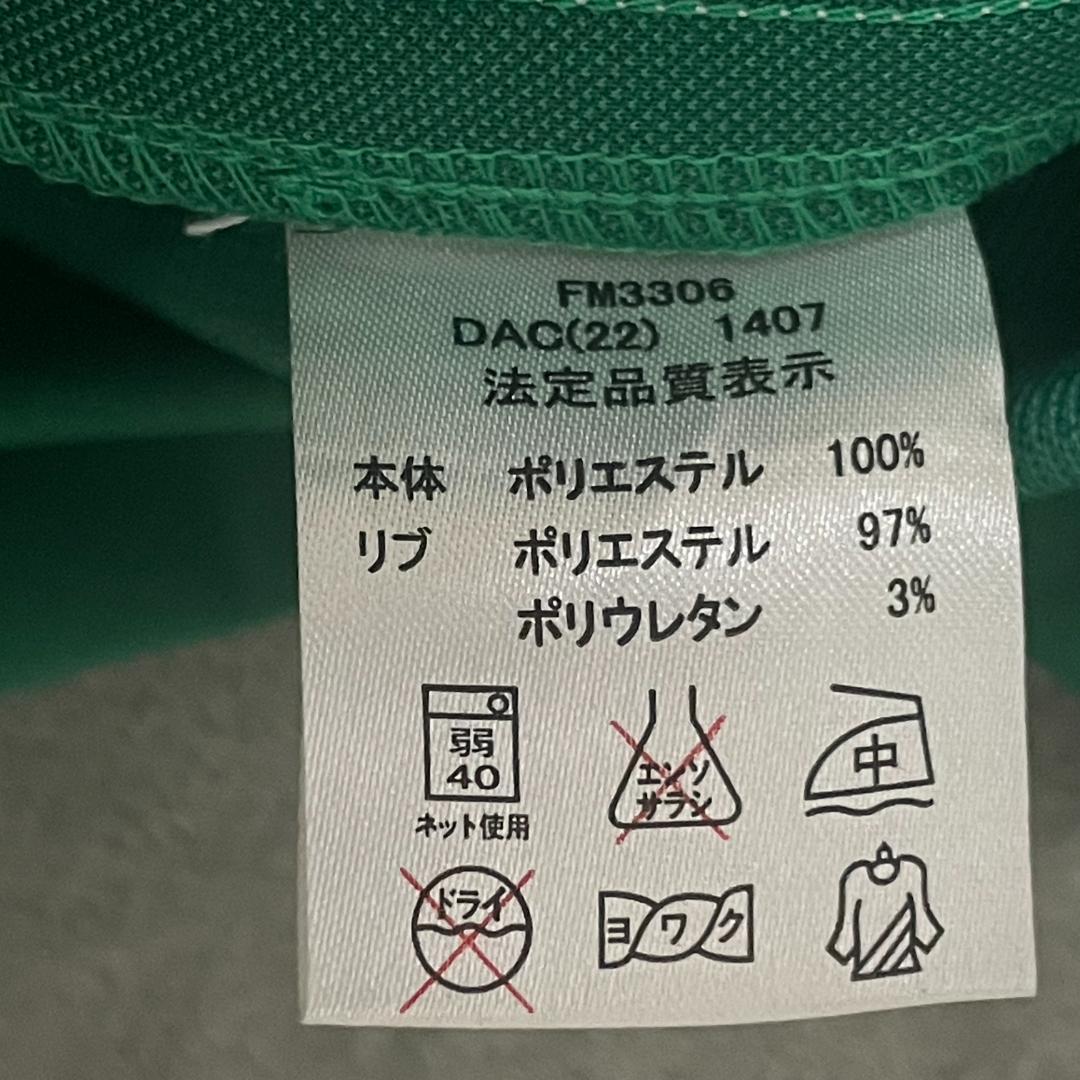 FM3306
DAC(22) 1407
法定品質表示
本体 ポリエステル 100%
リブ ポリエステル 97%
ポリウレタン 3%
弱
40
ネット使用
エンソ
サラシ
中
ドライ
ヨワク